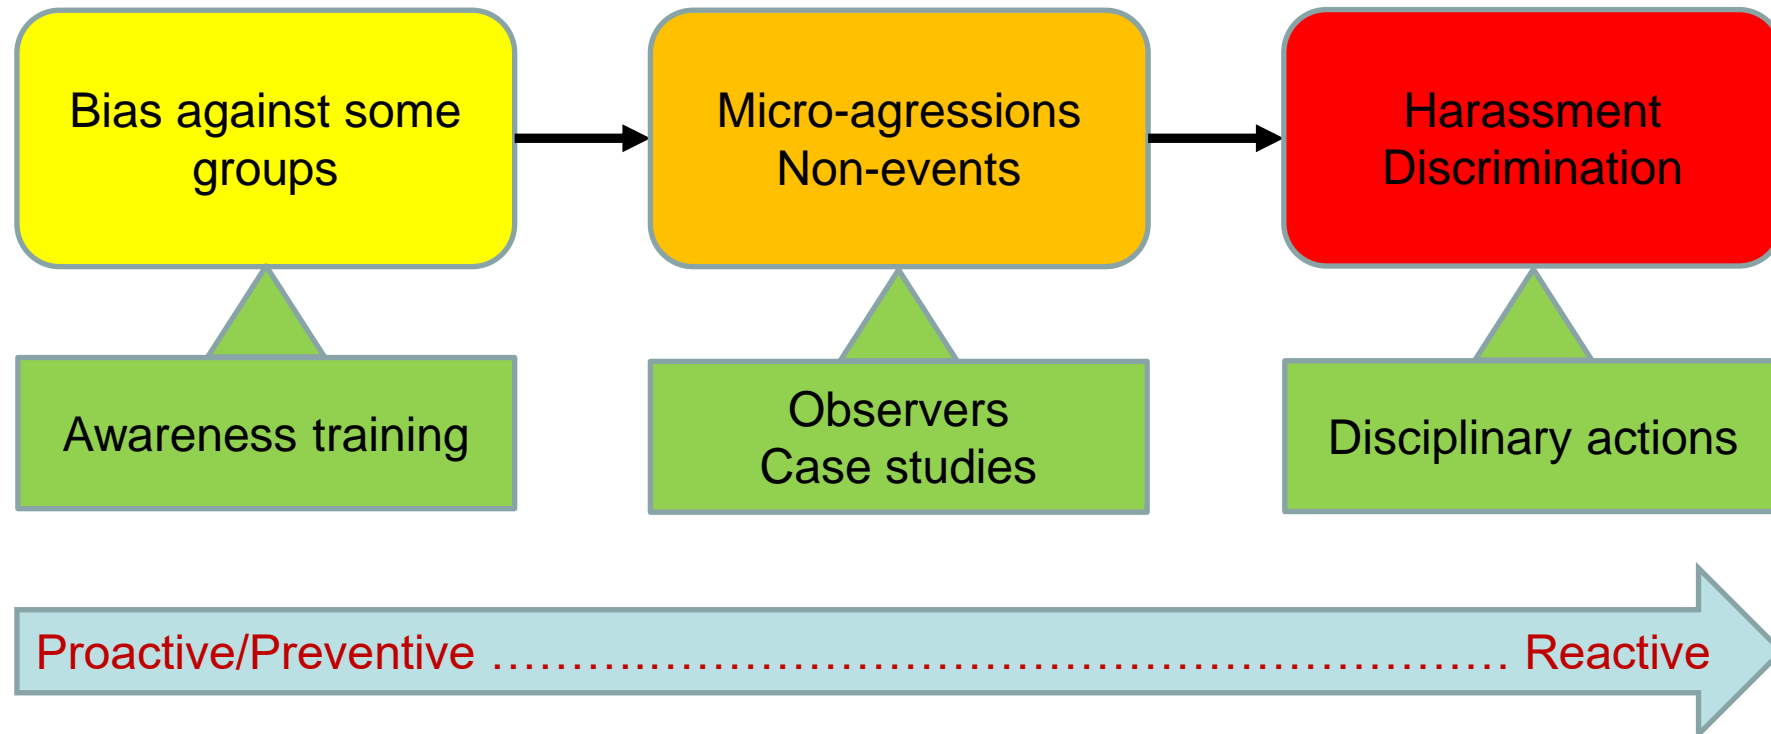 Bias against some
groups
Micro-agressions
Non-events
Harassment
Discrimination
Awareness training
Observers
Case studies
Disciplinary actions
Proactive/Preventive ………..……………………………………………… Reactive